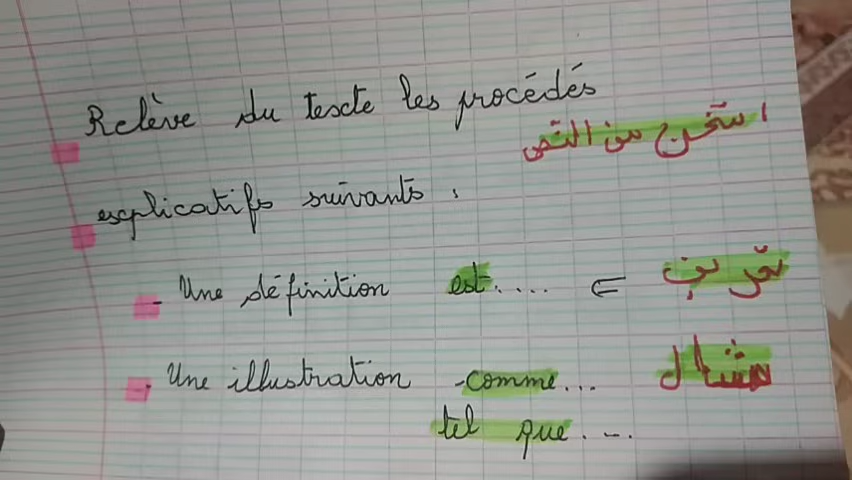 Relève du texte les procédés
استخرج من النص
explicatifs suivants :
- Une définition est.... ⊂ تعريف
- Une illustration - comme... مثال
tel que....